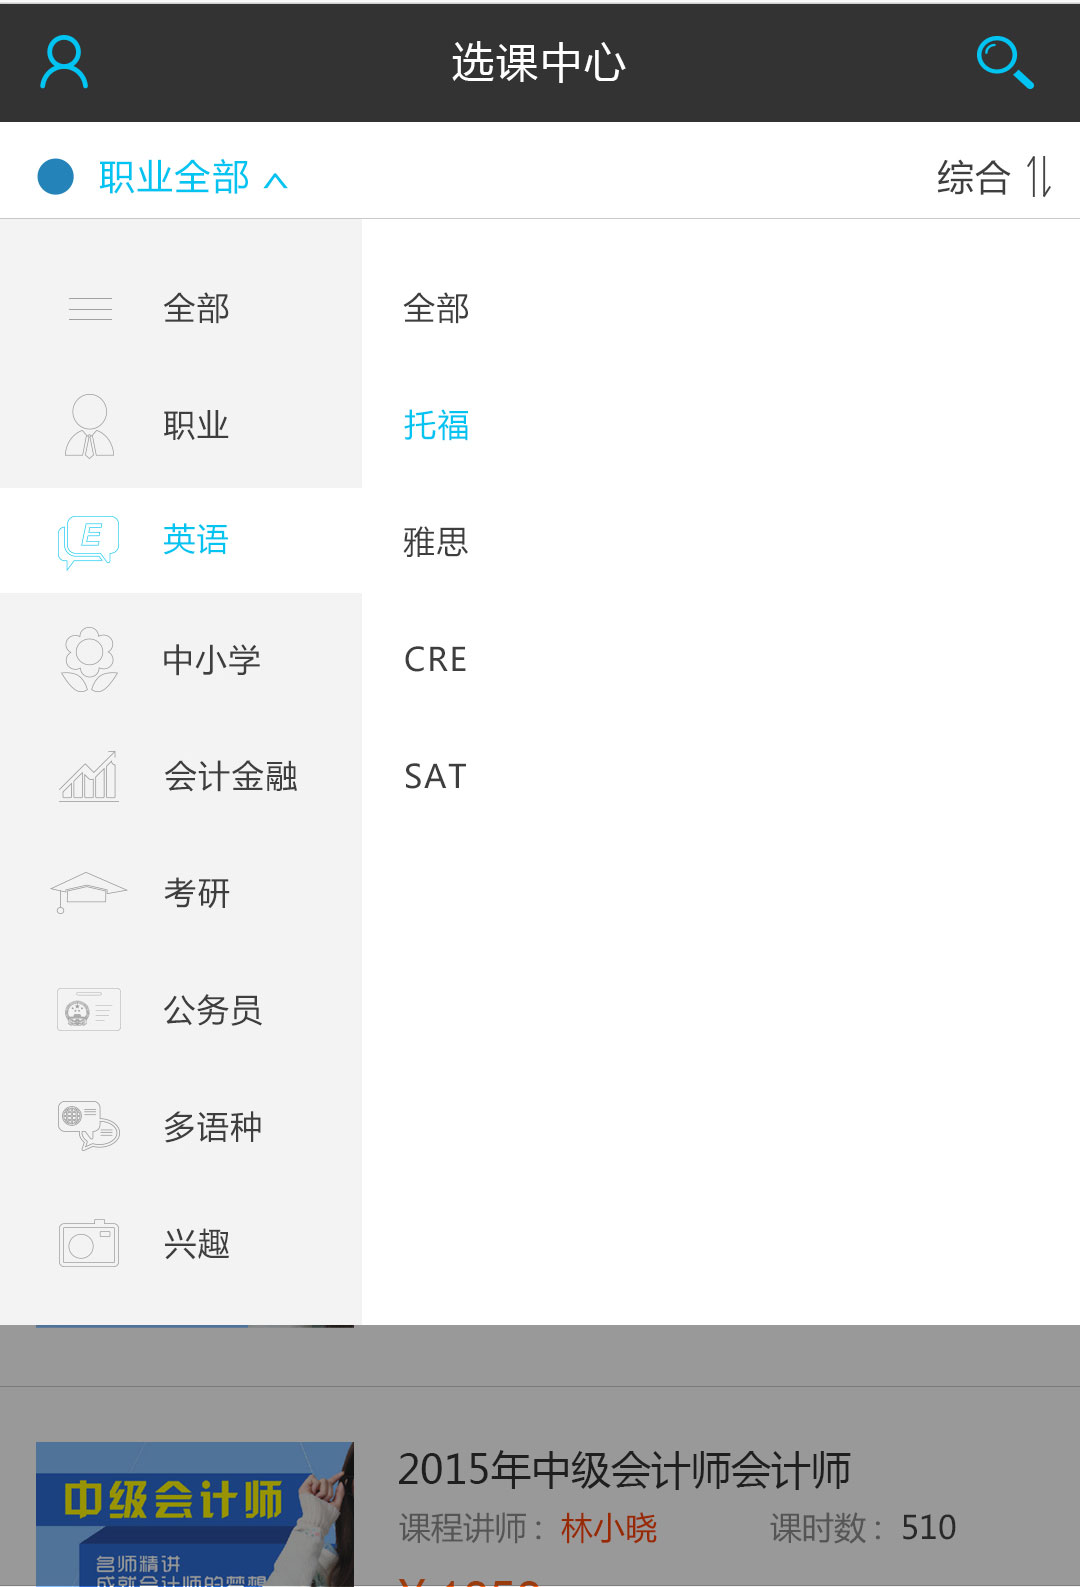 选课中心
职业全部
综合
全部
职业
英语
中小学
会计金融
考研
公务员
多语种
兴趣
全部
托福
雅思
CRE
SAT
中级会计师
名师精讲
成就会计师的梦想
2015年中级会计师会计师
课程讲师： 林小晓 课时数： 510